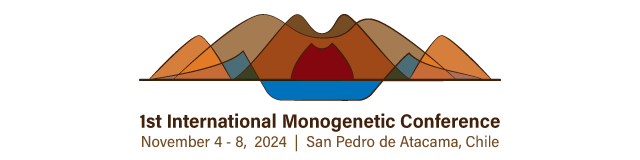 1st International Monogenetic Conference
November 4 - 8, 2024 | San Pedro de Atacama, Chile